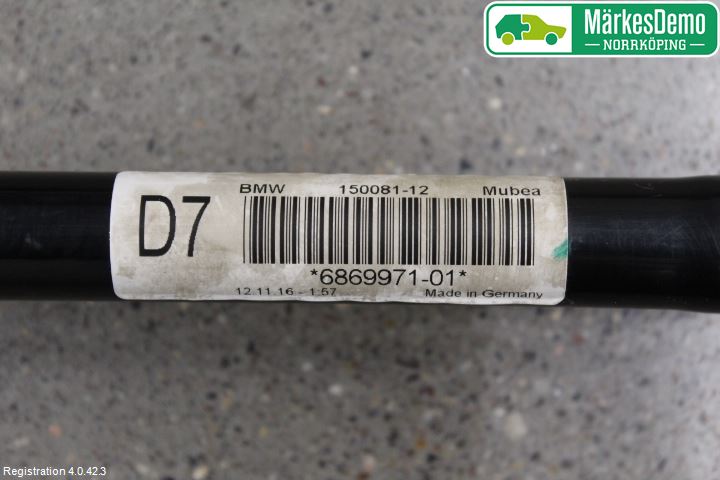 MärkesDemo
NORRKÖPING
BMW 150081-12 Mubea
D7
*6869971-01*
12.11.16 - 1:57 Made in Germany
Registration 4.0.42.3